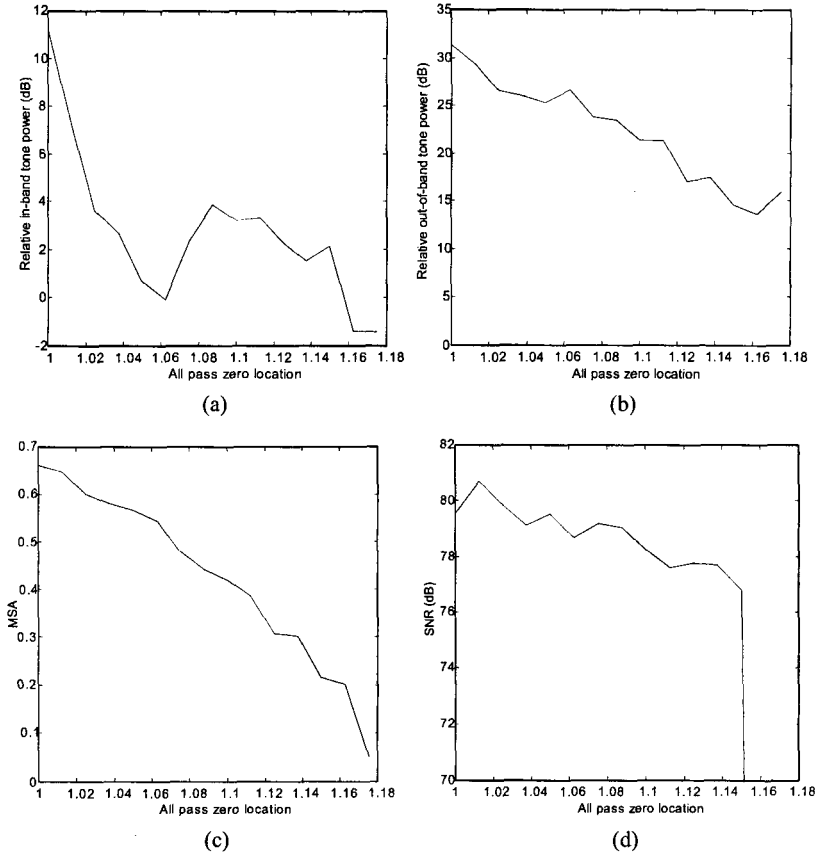 Relative in-band tone power (dB)
12
10
8
6
4
2
0
-2
1 1.02 1.04 1.06 1.08 1.1 1.12 1.14 1.16 1.18
All pass zero location
(a)
Relative out-of-band tone power (dB)
35
30
25
20
15
10
5
0
1 1.02 1.04 1.06 1.08 1.1 1.12 1.14 1.16 1.18
All pass zero location
(b)
MSA
0.7
0.6
0.5
0.4
0.3
0.2
0.1
0
1 1.02 1.04 1.06 1.08 1.1 1.12 1.14 1.16 1.18
All pass zero location
(c)
SNR (dB)
82
80
78
76
74
72
70
1 1.02 1.04 1.06 1.08 1.1 1.12 1.14 1.16 1.18
All pass zero location
(d)